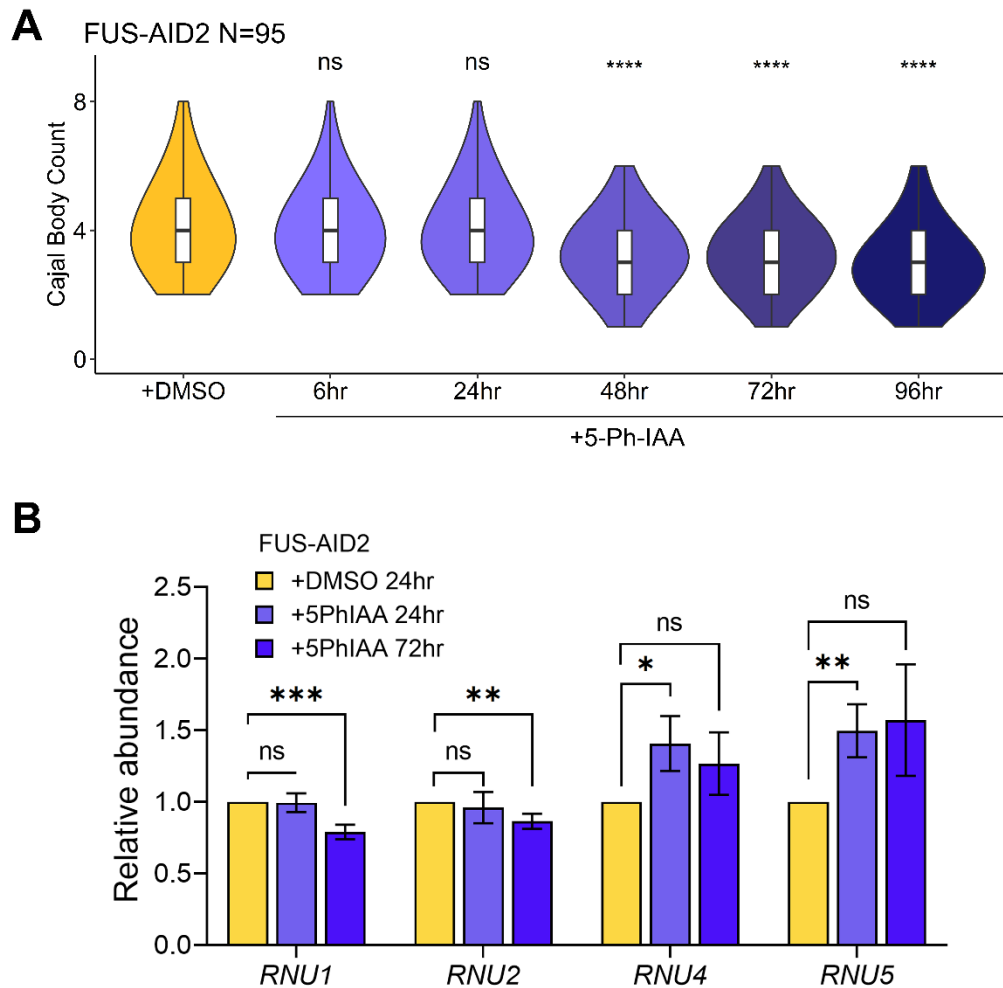 A
FUS-AID2 N=95
ns ns **** **** ****
Cajal Body Count
8
4
0
+DMSO 6hr 24hr 48hr 72hr 96hr
+5-Ph-IAA
B
FUS-AID2
+DMSO 24hr
+5PhIAA 24hr
+5PhIAA 72hr
Relative abundance
2.5
2.0
1.5
1.0
0.5
0.0
*** ns
** ns
ns *
ns **
RNU1 RNU2 RNU4 RNU5